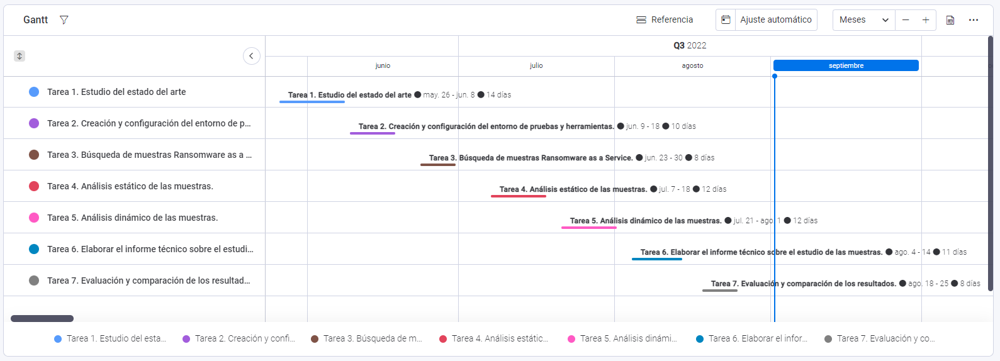 Gantt
Referencia
Ajuste automático
Meses
Q3 2022
junio julio agosto septiembre
Tarea 1. Estudio del estado del arte
Tarea 1. Estudio del estado del arte ● may. 26 - jun. 8 ● 14 días
Tarea 2. Creación y configuración del entorno de p...
Tarea 2. Creación y configuración del entorno de pruebas y herramientas. ● jun. 9 - 18 ● 10 días
Tarea 3. Búsqueda de muestras Ransomware as a ...
Tarea 3. Búsqueda de muestras Ransomware as a Service. ● jun. 23 - 30 ● 8 días
Tarea 4. Análisis estático de las muestras.
Tarea 4. Análisis estático de las muestras. ● jul. 7 - 18 ● 12 días
Tarea 5. Análisis dinámico de las muestras.
Tarea 5. Análisis dinámico de las muestras. ● jul. 21 - ago. 1 ● 12 días
Tarea 6. Elaborar el informe técnico sobre el estudi...
Tarea 6. Elaborar el informe técnico sobre el estudio de las muestras. ● ago. 4 - 14 ● 11 días
Tarea 7. Evaluación y comparación de los resultad...
Tarea 7. Evaluación y comparación de los resultados. ● ago. 18 - 25 ● 8 días
Tarea 1. Estudio del esta... Tarea 2. Creación y confi... Tarea 3. Búsqueda de m... Tarea 4. Análisis estátic... Tarea 5. Análisis dinámi... Tarea 6. Elaborar el infor... Tarea 7. Evaluación y co...